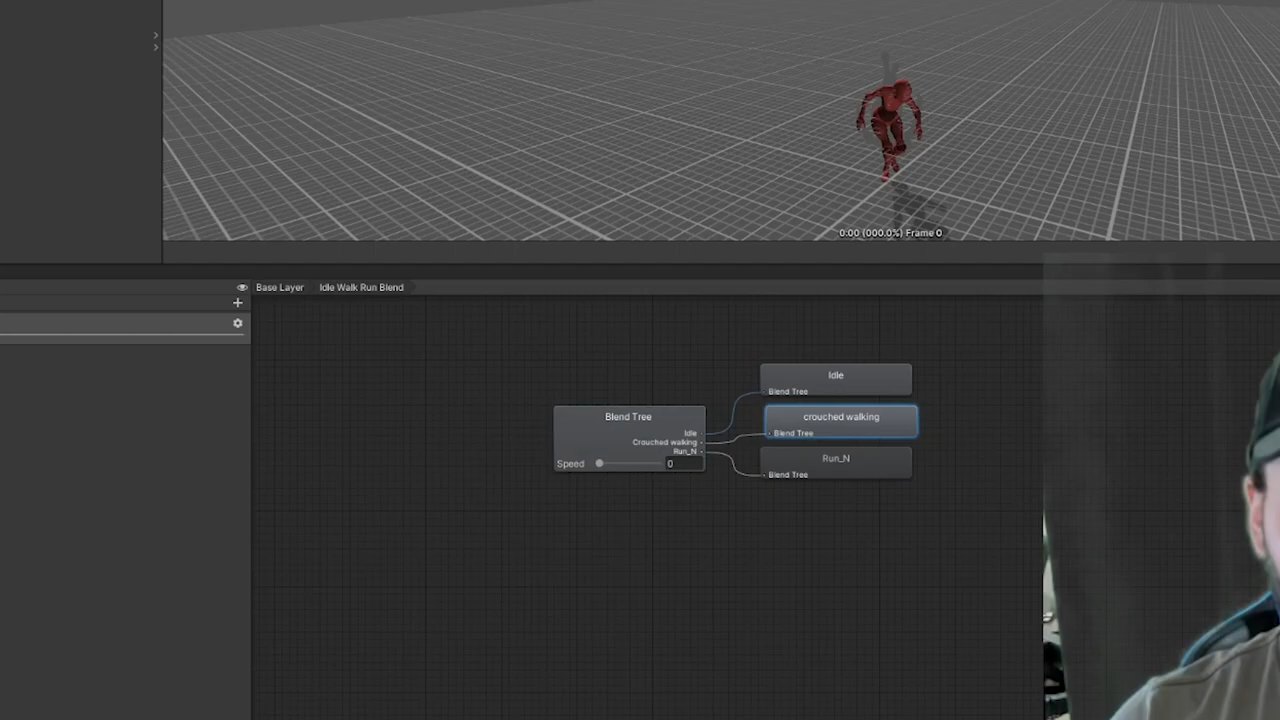 0:00 (000.0%) Frame 0
Base Layer
Idle Walk Run Blend
Idle
Blend Tree
Blend Tree
Idle
Crouched walking
Run_N
Speed
0
crouched walking
Blend Tree
Run_N
Blend Tree